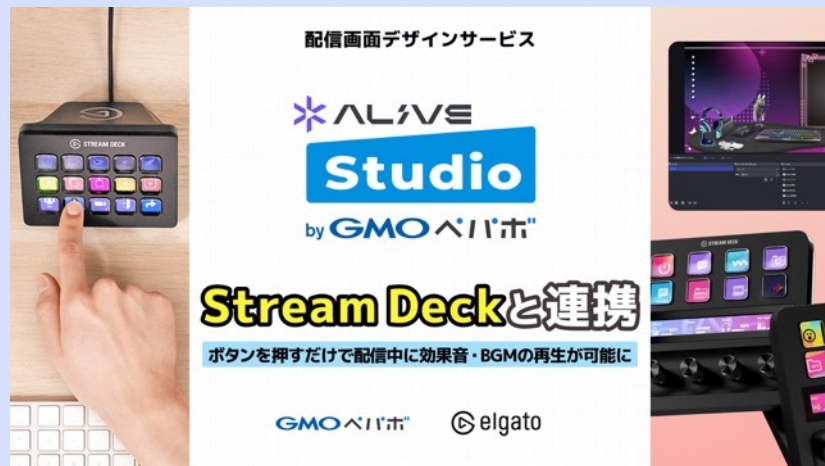 配信画面デザインサービス
ALiVE
Studio
by GMOペパボ
Stream Deckと連携
ボタンを押すだけで配信中に効果音・BGMの再生が可能に
GMOペパボ
elgato
STREAM DECK
STREAM DECK